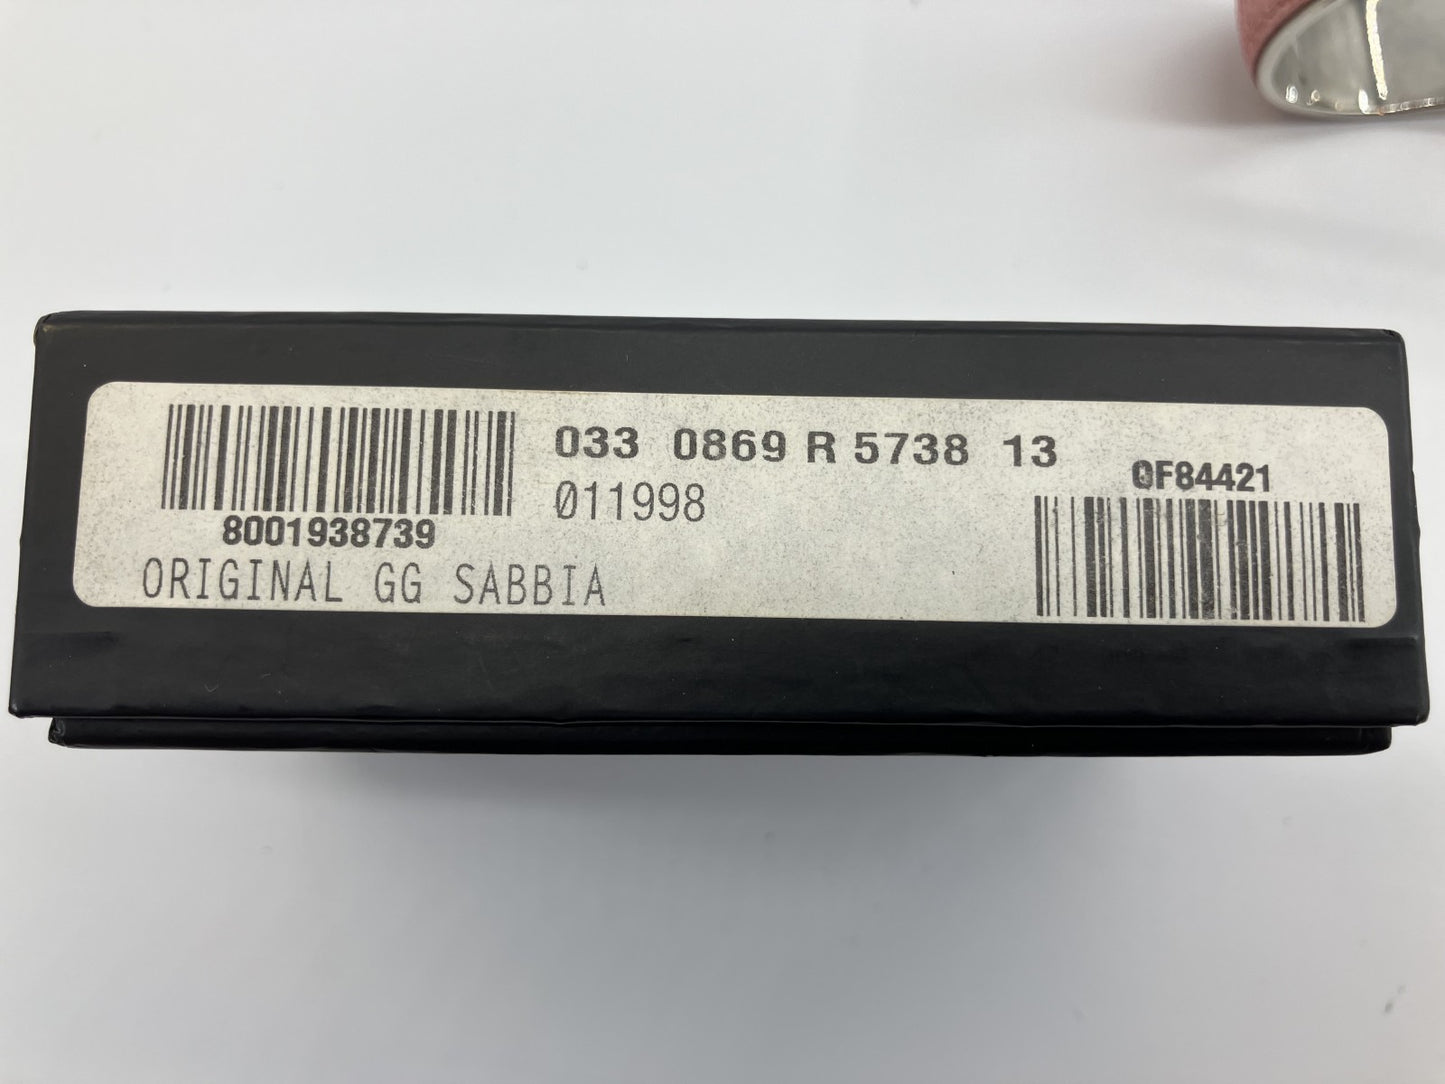 033 0869 R 5738 13
011998
8001938739
ORIGINAL GG SABBIA
QF84421